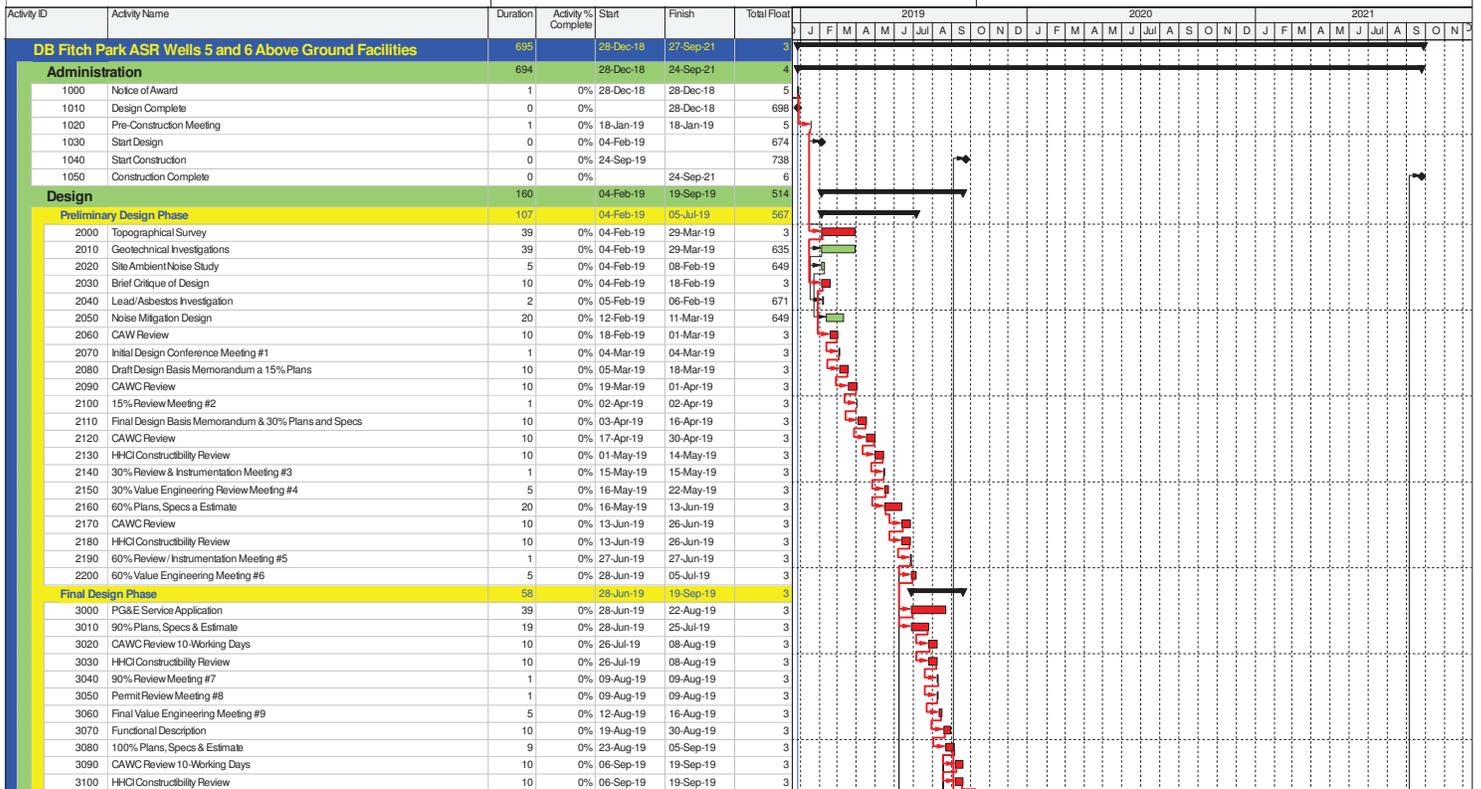 Activity ID Activity Name Duration Activity % Complete Start Finish Total Float 2019 2020 2021
J F M A M J Jul A S O N D J F M A M J Jul A S O N D J F M A M J Jul A S O N
DB Fitch Park ASR Wells 5 and 6 Above Ground Facilities 695 28-Dec-18 27-Sep-21 3
Administration 694 28-Dec-18 24-Sep-21 4
1000 Notice of Award 1 0% 28-Dec-18 28-Dec-18 5
1010 Design Complete 0 0% 28-Dec-18 698
1020 Pre-Construction Meeting 1 0% 18-Jan-19 18-Jan-19 5
1030 Start Design 0 0% 04-Feb-19 674
1040 Start Construction 0 0% 24-Sep-19 738
1050 Construction Complete 0 0% 24-Sep-21 6
Design 160 04-Feb-19 19-Sep-19 514
Preliminary Design Phase 107 04-Feb-19 05-Jul-19 567
2000 Topographical Survey 39 0% 04-Feb-19 29-Mar-19 3
2010 Geotechnical Investigations 39 0% 04-Feb-19 29-Mar-19 635
2020 Site Ambient Noise Study 5 0% 04-Feb-19 08-Feb-19 649
2030 Brief Critique of Design 10 0% 04-Feb-19 18-Feb-19 3
2040 Lead/Asbestos Investigation 2 0% 05-Feb-19 06-Feb-19 671
2050 Noise Mitigation Design 20 0% 12-Feb-19 11-Mar-19 649
2060 CAW Review 10 0% 18-Feb-19 01-Mar-19 3
2070 Initial Design Conference Meeting #1 1 0% 04-Mar-19 04-Mar-19 3
2080 Draft Design Basis Memorandum a 15% Plans 10 0% 05-Mar-19 18-Mar-19 3
2090 CAWC Review 10 0% 19-Mar-19 01-Apr-19 3
2100 15% Review Meeting #2 1 0% 02-Apr-19 02-Apr-19 3
2110 Final Design Basis Memorandum & 30% Plans and Specs 10 0% 03-Apr-19 16-Apr-19 3
2120 CAWC Review 10 0% 17-Apr-19 30-Apr-19 3
2130 HHCI Constructibility Review 10 0% 01-May-19 14-May-19 3
2140 30% Review & Instrumentation Meeting #3 1 0% 15-May-19 15-May-19 3
2150 30% Value Engineering Review Meeting #4 5 0% 16-May-19 22-May-19 3
2160 60% Plans, Specs a Estimate 20 0% 16-May-19 13-Jun-19 3
2170 CAWC Review 10 0% 13-Jun-19 26-Jun-19 3
2180 HHCI Constructibility Review 10 0% 13-Jun-19 26-Jun-19 3
2190 60% Review / Instrumentation Meeting #5 1 0% 27-Jun-19 27-Jun-19 3
2200 60% Value Engineering Meeting #6 5 0% 28-Jun-19 05-Jul-19 3
Final Design Phase 58 28-Jun-19 19-Sep-19 3
3000 PG&E Service Application 39 0% 28-Jun-19 22-Aug-19 3
3010 90% Plans, Specs & Estimate 19 0% 28-Jun-19 25-Jul-19 3
3020 CAWC Review 10-Working Days 10 0% 26-Jul-19 08-Aug-19 3
3030 HHCI Constructibility Review 10 0% 26-Jul-19 08-Aug-19 3
3040 90% Review Meeting #7 1 0% 09-Aug-19 09-Aug-19 3
3050 Permit Review Meeting #8 1 0% 09-Aug-19 09-Aug-19 3
3060 Final Value Engineering Meeting #9 5 0% 12-Aug-19 16-Aug-19 3
3070 Functional Description 10 0% 19-Aug-19 30-Aug-19 3
3080 100% Plans, Specs & Estimate 9 0% 23-Aug-19 05-Sep-19 3
3090 CAWC Review 10-Working Days 10 0% 06-Sep-19 19-Sep-19 3
3100 HHCI Constructibility Review 10 0% 06-Sep-19 19-Sep-19 3